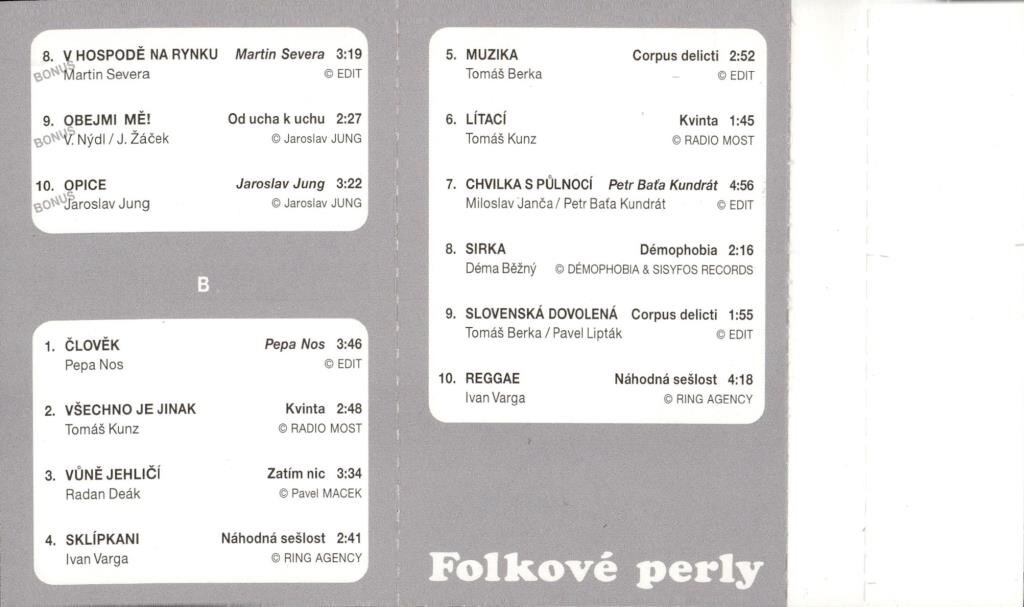 8. V HOSPODĚ NA RYNKU Martin Severa 3:19
BONUS Martin Severa © EDIT
9. OBEJMI MĚ! Od ucha k uchu 2:27
BONUS V. Nýdl / J. Žáček © Jaroslav JUNG
10. OPICE Jaroslav Jung 3:22
BONUS Jaroslav Jung © Jaroslav JUNG
B
1. ČLOVĚK Pepa Nos 3:46
Pepa Nos © EDIT
2. VŠECHNO JE JINAK Kvinta 2:48
Tomáš Kunz © RADIO MOST
3. VŮNĚ JEHLIČÍ Zatím nic 3:34
Radan Deák © Pavel MACEK
4. SKLÍPKANI Náhodná sešlost 2:41
Ivan Varga © RING AGENCY
5. MUZIKA Corpus delicti 2:52
Tomáš Berka © EDIT
6. LÍTACÍ Kvinta 1:45
Tomáš Kunz © RADIO MOST
7. CHVILKA S PŮLNOCÍ Petr Baťa Kundrát 4:56
Miloslav Janča / Petr Baťa Kundrát © EDIT
8. SIRKA Démophobia 2:16
Déma Běžný © DÉMOPHOBIA & SISYFOS RECORDS
9. SLOVENSKÁ DOVOLENÁ Corpus delicti 1:55
Tomáš Berka / Pavel Lipták © EDIT
10. REGGAE Náhodná sešlost 4:18
Ivan Varga © RING AGENCY
Folkové perly